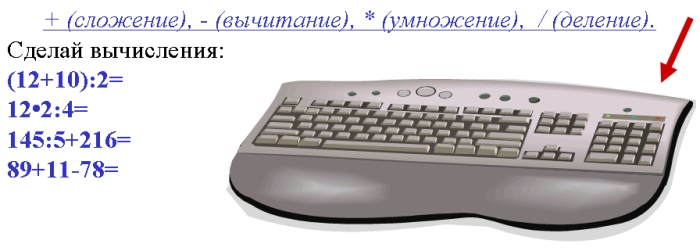 + (сложение), - (вычитание), * (умножение), / (деление).
Сделай вычисления:
(12+10):2=
12•2:4=
145:5+216=
89+11-78=